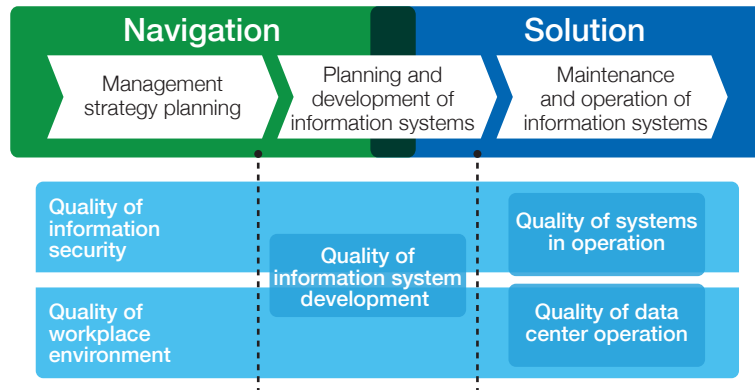 Navigation
Solution
Management
strategy planning
Planning and
development of
information systems
Maintenance
and operation of
information systems
Quality of
information
security
Quality of
information system
development
Quality of systems
in operation
Quality of
workplace
environment
Quality of data
center operation